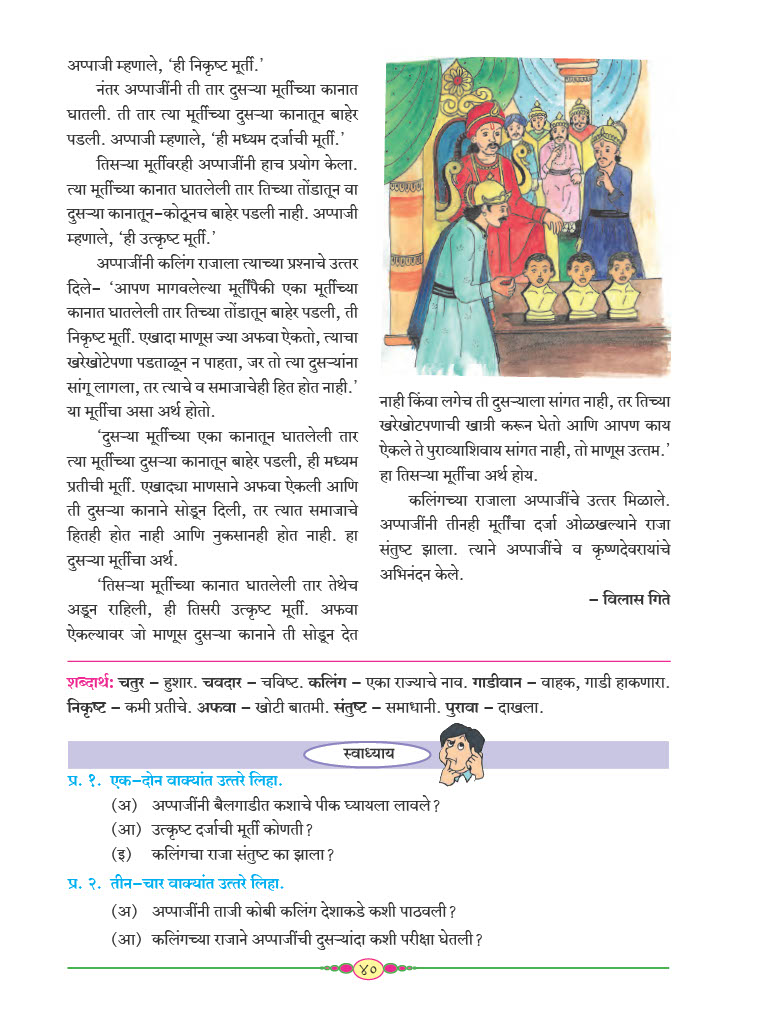 अप्पाजी म्हणाले, ‘ही निकृष्ट मूर्ती.’
नंतर अप्पाजींनी ती तार दुसऱ्या मूर्तीच्या कानात
घातली. ती तार त्या मूर्तीच्या दुसऱ्या कानातून बाहेर
पडली. अप्पाजी म्हणाले, ‘ही मध्यम दर्जाची मूर्ती.’
तिसऱ्या मूर्तीवरही अप्पाजींनी हाच प्रयोग केला.
त्या मूर्तीच्या कानात घातलेली तार तिच्या तोंडातून वा
दुसऱ्या कानातून-कोठूनच बाहेर पडली नाही. अप्पाजी
म्हणाले, ‘ही उत्कृष्ट मूर्ती.’
अप्पाजींनी कलिंग राजाला त्याच्या प्रश्नाचे उत्तर
दिले- ‘आपण मागवलेल्या मूर्तींपैकी एका मूर्तीच्या
कानात घातलेली तार तिच्या तोंडातून बाहेर पडली, ती
निकृष्ट मूर्ती. एखादा माणूस ज्या अफवा ऐकतो, त्याचा
खरेखोटेपणा पडताळून न पाहता, जर तो त्या दुसऱ्यांना
सांगू लागला, तर त्याचे व समाजाचेही हित होत नाही.’
या मूर्तीचा असा अर्थ होतो.
‘दुसऱ्या मूर्तीच्या एका कानातून घातलेली तार
त्या मूर्तीच्या दुसऱ्या कानातून बाहेर पडली, ही मध्यम
प्रतीची मूर्ती. एखाद्या माणसाने अफवा ऐकली आणि
ती दुसऱ्या कानाने सोडून दिली, तर त्यात समाजाचे
हितही होत नाही आणि नुकसानही होत नाही. हा
दुसऱ्या मूर्तीचा अर्थ.
‘तिसऱ्या मूर्तीच्या कानात घातलेली तार तेथेच
अडून राहिली, ही तिसरी उत्कृष्ट मूर्ती. अफवा
ऐकल्यावर जो माणूस दुसऱ्या कानाने ती सोडून देत
नाही किंवा लगेच ती दुसऱ्याला सांगत नाही, तर तिच्या
खरेखोटपणाची खात्री करून घेतो आणि आपण काय
ऐकले ते पुराव्याशिवाय सांगत नाही, तो माणूस उत्तम.’
हा तिसऱ्या मूर्तीचा अर्थ होय.
कलिंगच्या राजाला अप्पाजींचे उत्तर मिळाले.
अप्पाजींनी तीनही मूर्तींचा दर्जा ओळखल्याने राजा
संतुष्ट झाला. त्याने अप्पाजींचे व कृष्णदेवरायांचे
अभिनंदन केले.
– विलास गिते
शब्दार्थ: चतुर – हुशार. चवदार – चविष्ट. कलिंग – एका राज्याचे नाव. गाडीवान – वाहक, गाडी हाकणारा.
निकृष्ट – कमी प्रतीचे. अफवा – खोटी बातमी. संतुष्ट – समाधानी. पुरावा – दाखला.
स्वाध्याय
प्र. १. एक-दोन वाक्यांत उत्तरे लिहा.
(अ) अप्पाजींनी बैलगाडीत कशाचे पीक घ्यायला लावले?
(आ) उत्कृष्ट दर्जाची मूर्ती कोणती?
(इ) कलिंगचा राजा संतुष्ट का झाला?
प्र. २. तीन-चार वाक्यांत उत्तरे लिहा.
(अ) अप्पाजींनी ताजी कोबी कलिंग देशाकडे कशी पाठवली?
(आ) कलिंगच्या राजाने अप्पाजींची दुसऱ्यांदा कशी परीक्षा घेतली?
४०